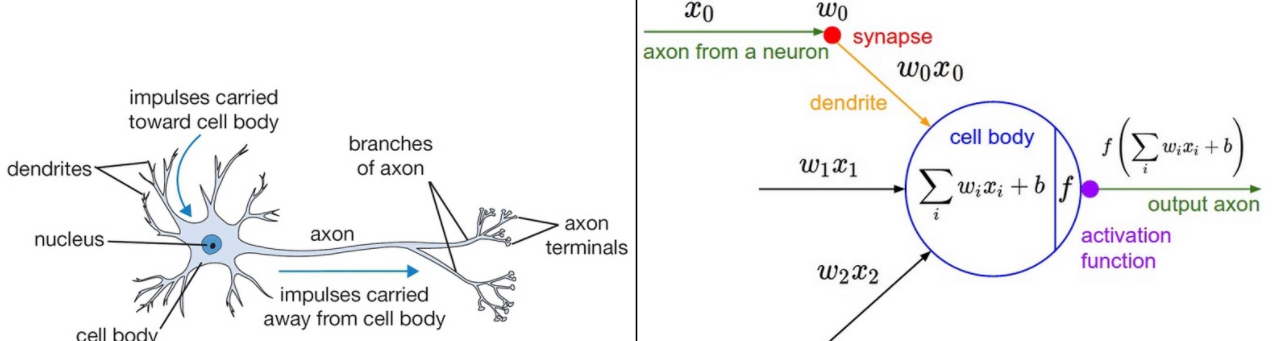 impulses carried
toward cell body
dendrites
branches
of axon
nucleus
axon
axon
terminals
impulses carried
away from cell body
cell body
x₀
w₀
synapse
axon from a neuron
w₀x₀
dendrite
cell body
f(∑ᵢ wᵢxᵢ + b)
w₁x₁
∑ᵢ wᵢxᵢ + b
f
output axon
activation
function
w₂x₂